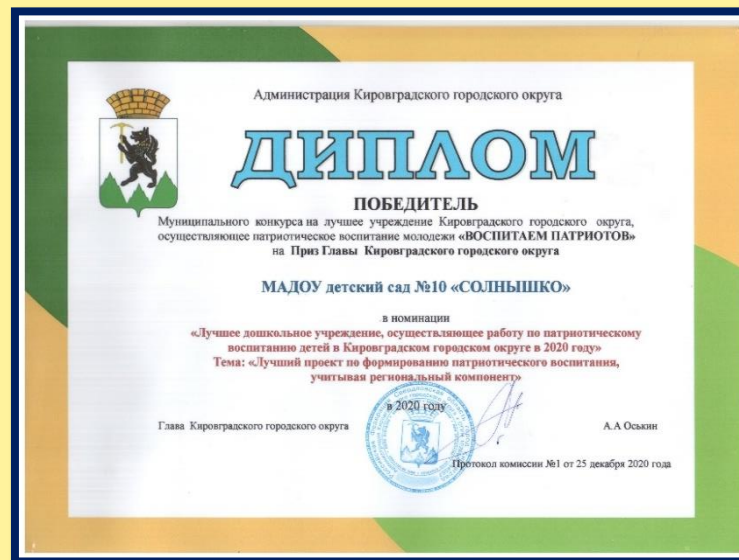 Администрация Кировградского городского округа
ДИПЛОМ
ПОБЕДИТЕЛЬ
Муниципального конкурса на лучшее учреждение Кировградского городского округа,
осуществляющее патриотическое воспитание молодежи «ВОСПИТАЕМ ПАТРИОТОВ»
на Приз Главы Кировградского городского округа
МАДОУ детский сад №10 «СОЛНЫШКО»
в номинации
«Лучшее дошкольное учреждение, осуществляющее работу по патриотическому
воспитанию детей в Кировградском городском округе в 2020 году»
Тема: «Лучший проект по формированию патриотического воспитания,
учитывая региональный компонент»
в 2020 году
Глава Кировградского городского округа А.А Оськин
Протокол комиссии №1 от 25 декабря 2020 года